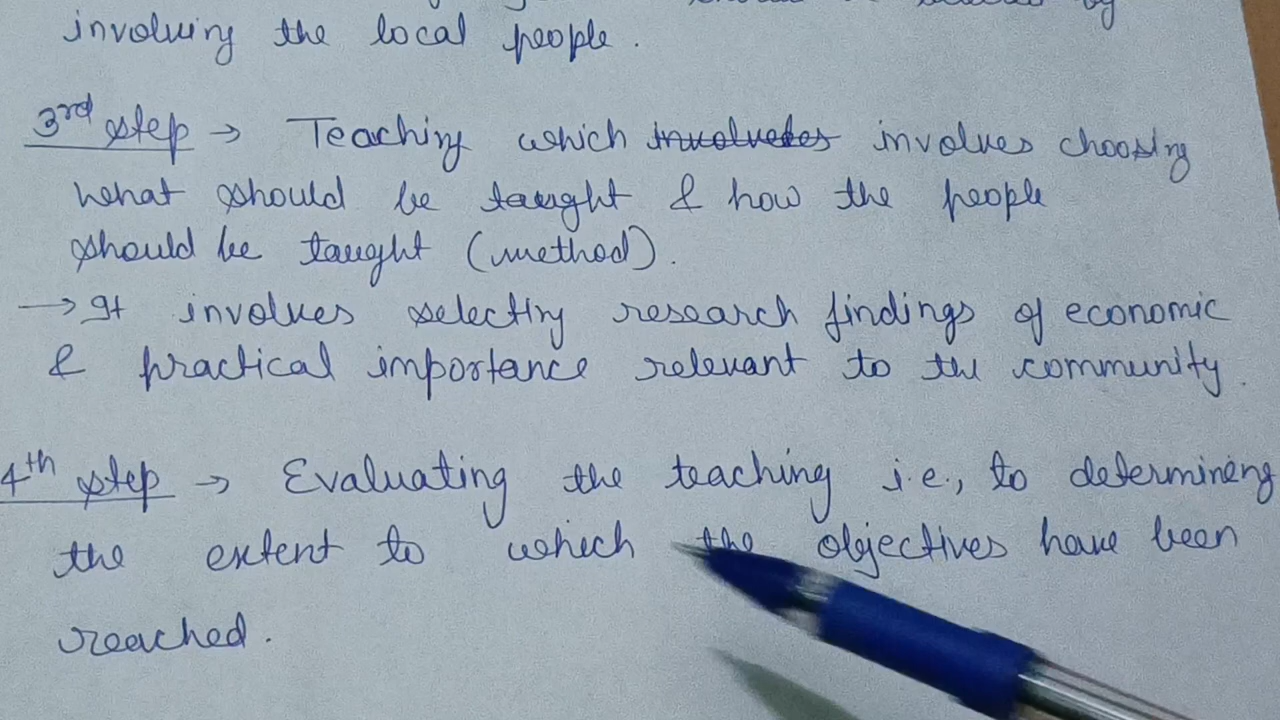 by
involving the local people.
3rd step → Teaching which involves choosing
what should be taught & how the people
should be taught (method).
→ It involves selecting research findings of economic
& practical importance relevant to the community.
4th step → Evaluating the teaching i.e., to determining
the extent to which the objectives have been
reached.